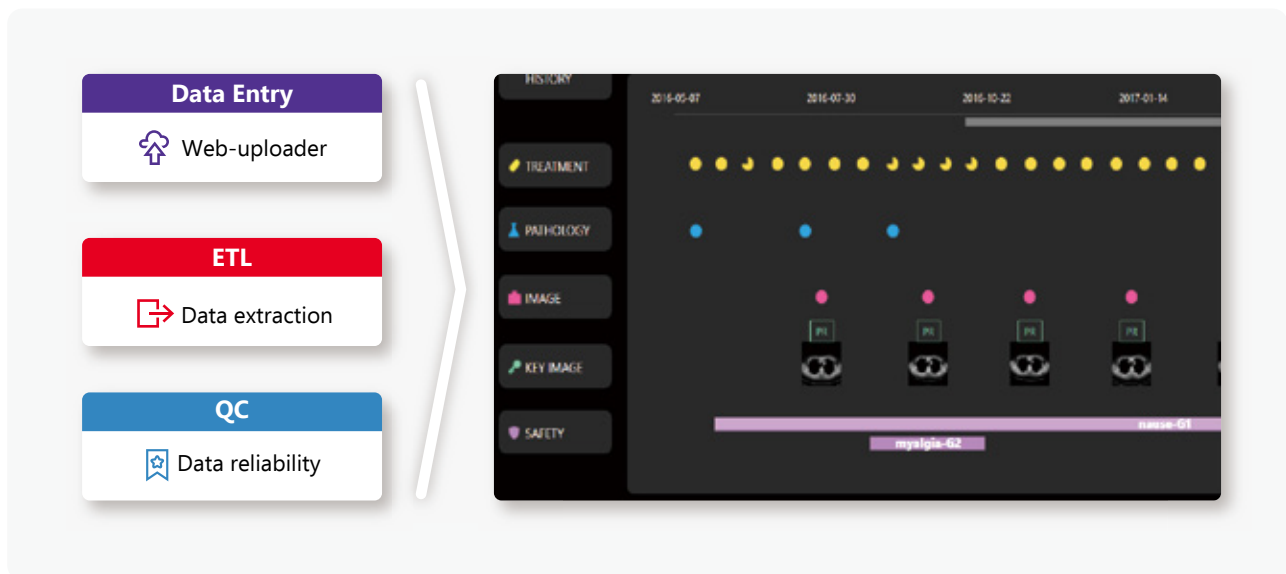 Data Entry
Web-uploader
ETL
Data extraction
QC
Data reliability
HISTORY
2016-05-07
2016-07-30
2016-10-22
2017-01-14
TREATMENT
PATHOLOGY
IMAGE
PR
PR
PR
PR
KEY IMAGE
SAFETY
nause-G1
myalgia-G2